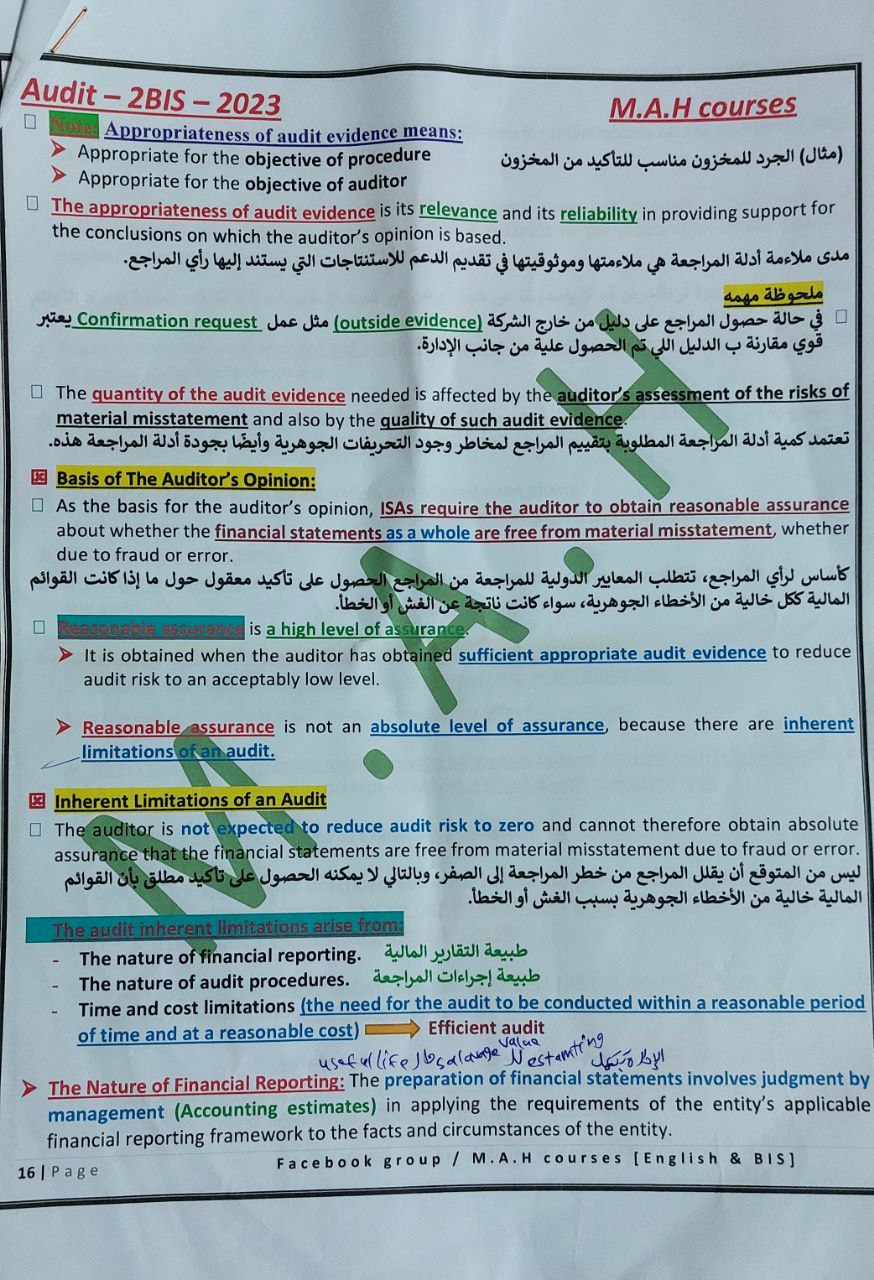 Audit – 2BIS – 2023 M.A.H courses
Note: Appropriateness of audit evidence means:
Appropriate for the objective of procedure (مثال) الجرد للمخزون مناسب للتأكيد من المخزون
Appropriate for the objective of auditor
The appropriateness of audit evidence is its relevance and its reliability in providing support for
the conclusions on which the auditor's opinion is based.
مدى ملاءمة أدلة المراجعة هي ملاءمتها وموثوقيتها في تقديم الدعم للاستنتاجات التي يستند إليها رأي المراجع.
ملحوظة مهمه
في حالة حصول المراجع على دليل من خارج الشركة (outside evidence) مثل عمل Confirmation request يعتبر
قوي مقارنة ب الدليل اللي تم الحصول علية من جانب الإدارة.
The quantity of the audit evidence needed is affected by the auditor's assessment of the risks of
material misstatement and also by the quality of such audit evidence.
تعتمد كمية أدلة المراجعة المطلوبة بتقييم المراجع لمخاطر وجود التحريفات الجوهرية وأيضًا بجودة أدلة المراجعة هذه.
Basis of The Auditor's Opinion:
As the basis for the auditor's opinion, ISAs require the auditor to obtain reasonable assurance
about whether the financial statements as a whole are free from material misstatement, whether
due to fraud or error.
كأساس لرأي المراجع، تتطلب المعايير الدولية للمراجعة من المراجع الحصول على تأكيد معقول حول ما إذا كانت القوائم
المالية ككل خالية من الأخطاء الجوهرية، سواء كانت ناتجة عن الغش أو الخطأ.
Reasonable assurance is a high level of assurance.
It is obtained when the auditor has obtained sufficient appropriate audit evidence to reduce
audit risk to an acceptably low level.
Reasonable assurance is not an absolute level of assurance, because there are inherent
limitations of an audit.
Inherent Limitations of an Audit
The auditor is not expected to reduce audit risk to zero and cannot therefore obtain absolute
assurance that the financial statements are free from material misstatement due to fraud or error.
ليس من المتوقع أن يقلل المراجع من خطر المراجعة إلى الصفر، وبالتالي لا يمكنه الحصول على تأكيد مطلق بأن القوائم
المالية خالية من الأخطاء الجوهرية بسبب الغش أو الخطأ.
The audit inherent limitations arise from:
- The nature of financial reporting. طبيعة التقارير المالية
- The nature of audit procedures. طبيعة إجراءات المراجعة
- Time and cost limitations (the need for the audit to be conducted within a reasonable period
of time and at a reasonable cost) Efficient audit
useful life value
The Nature of Financial Reporting: The preparation of financial statements involves judgment by
management (Accounting estimates) in applying the requirements of the entity's applicable
financial reporting framework to the facts and circumstances of the entity.
16 | Page Facebook group / M.A.H courses [English & BIS]
M.A.H